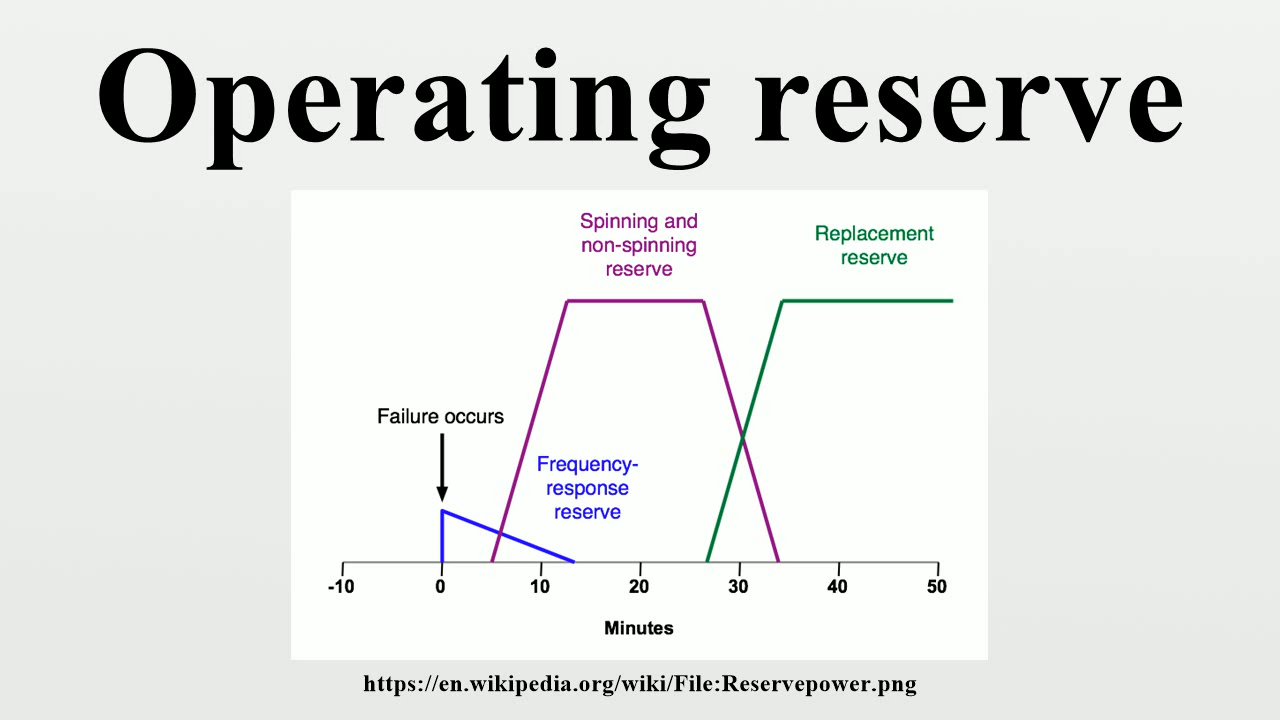 Operating reserve
Spinning and
non-spinning
reserve
Replacement
reserve
Failure occurs
Frequency-
response
reserve
-10 0 10 20 30 40 50
Minutes
https://en.wikipedia.org/wiki/File:Reservepower.png